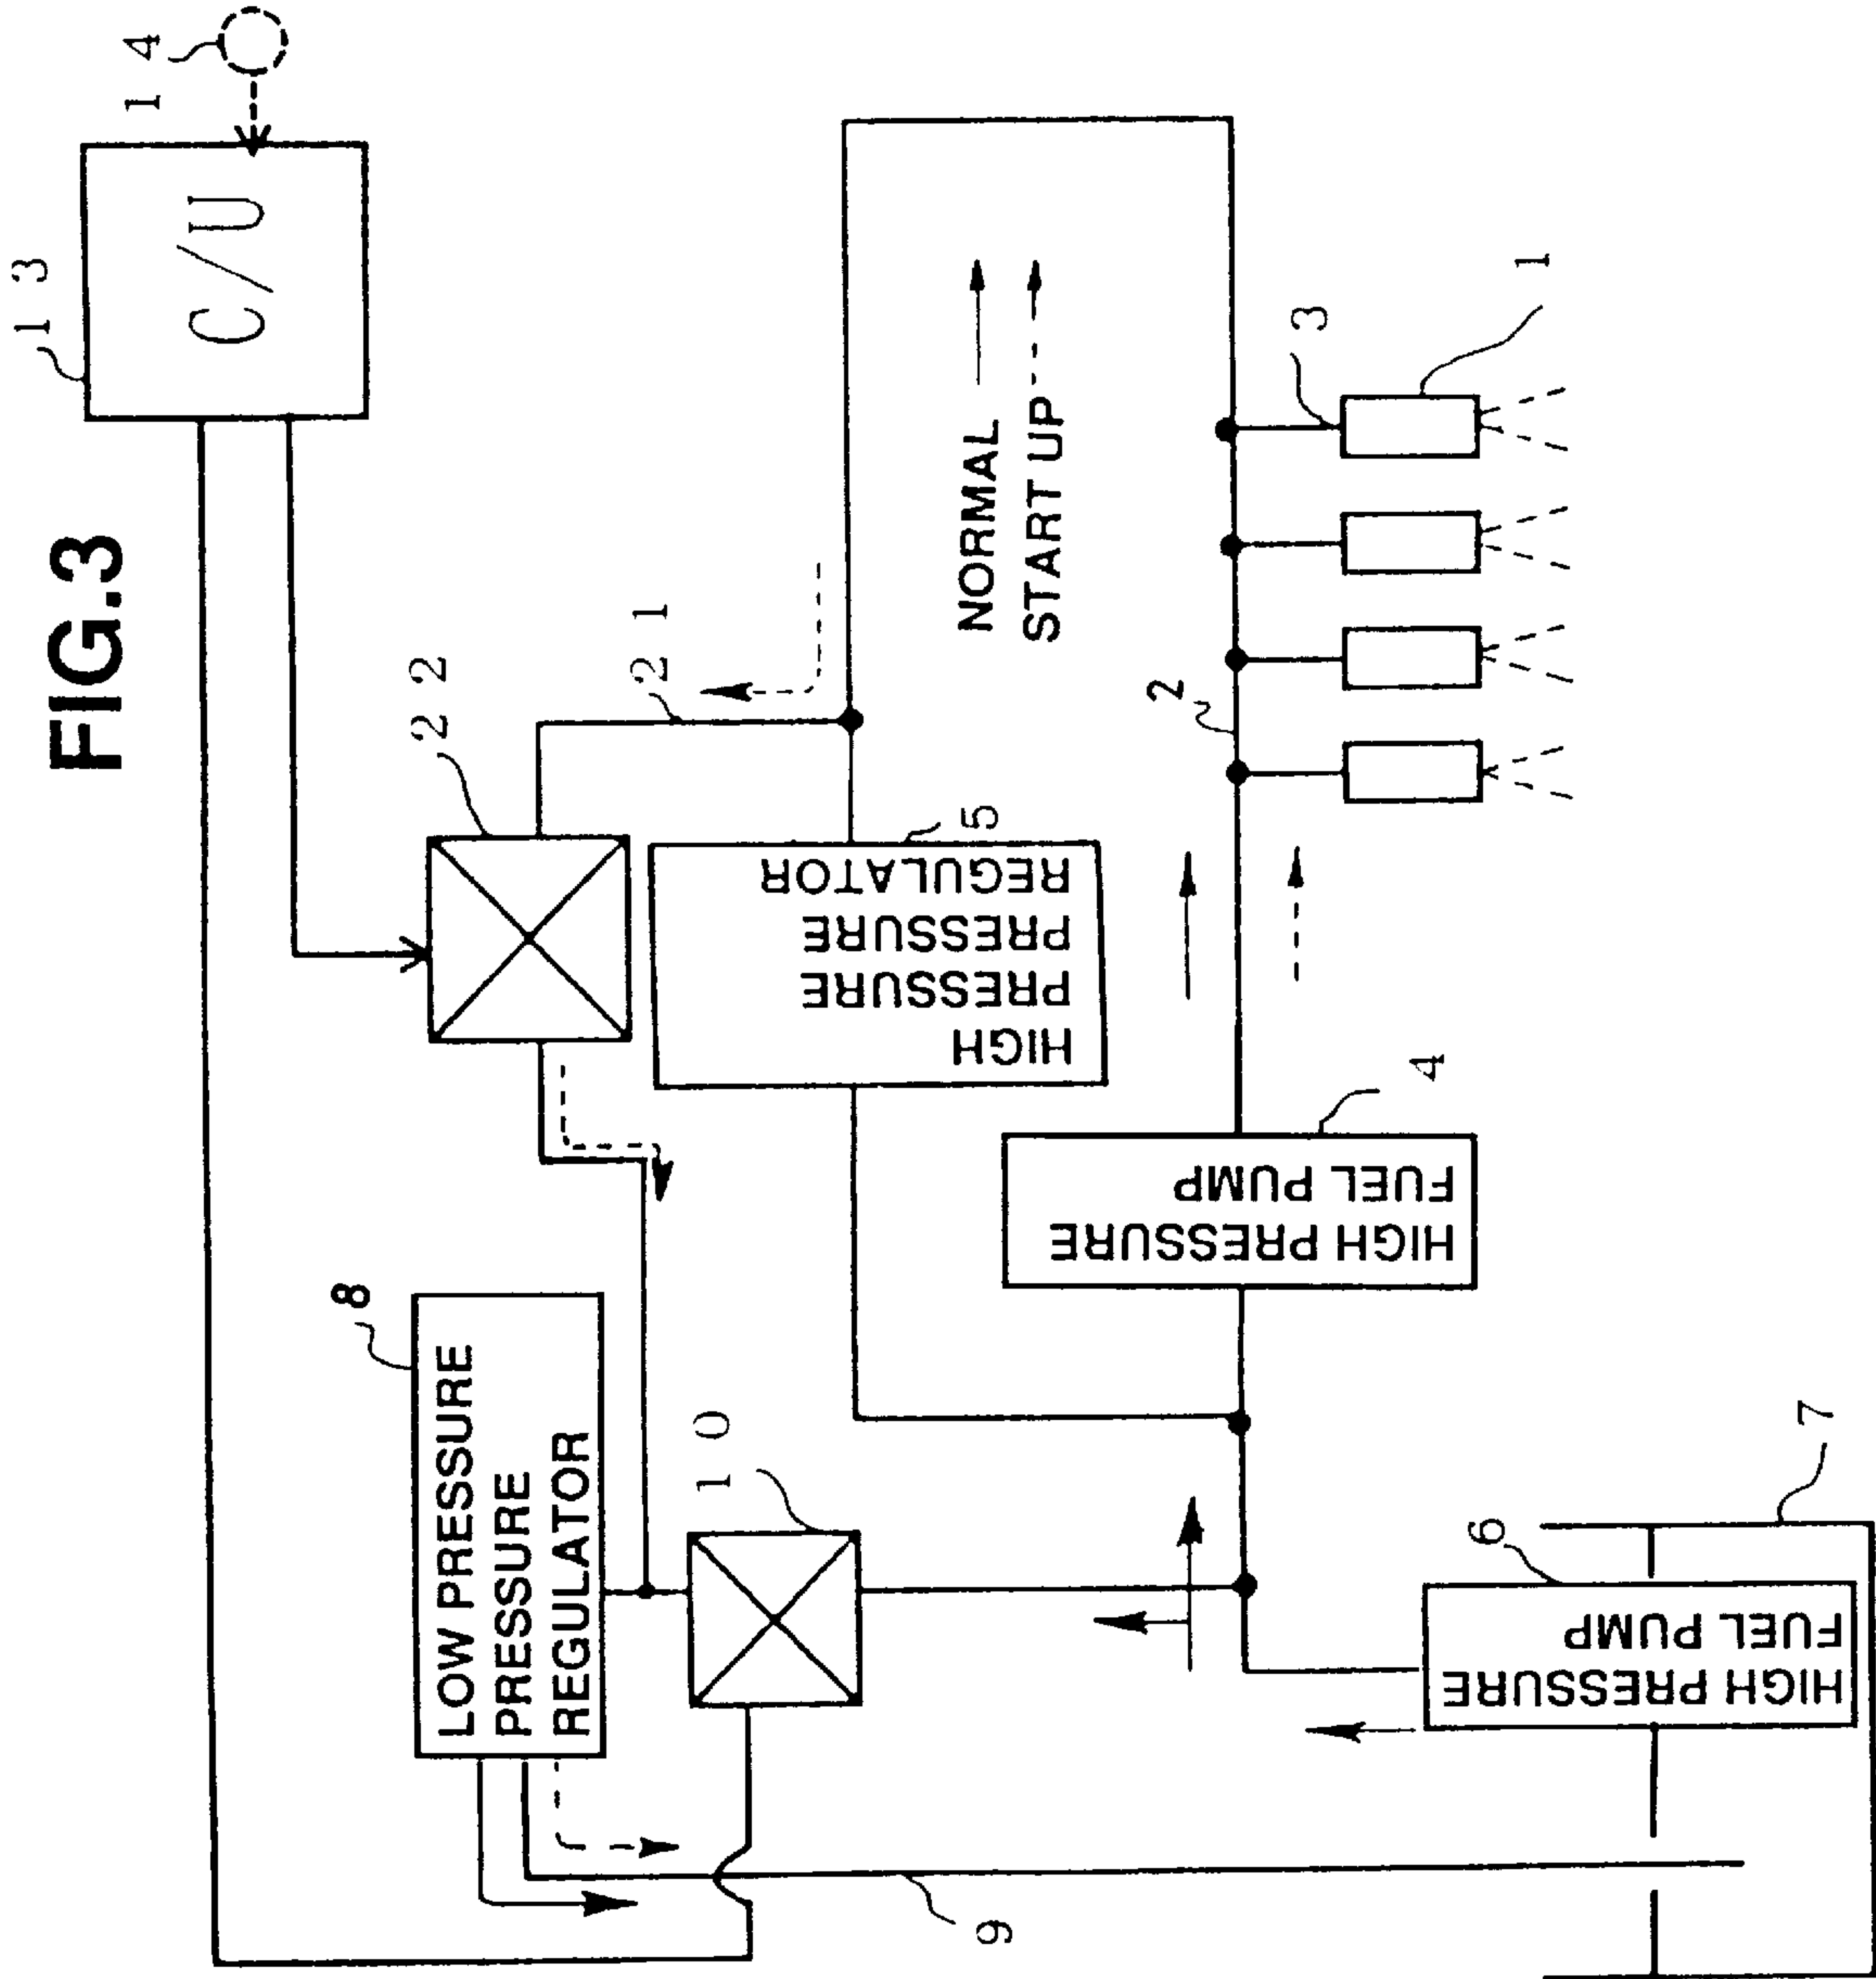 FIG.3
13
C/U
14
22
21
8
LOW PRESSURE
PRESSURE
REGULATOR
10
HIGH
PRESSURE
PRESSURE
REGULATOR
5
NORMAL
START UP
HIGH PRESSURE
FUEL PUMP
4
2
3
1
9
HIGH PRESSURE
FUEL PUMP
6
7